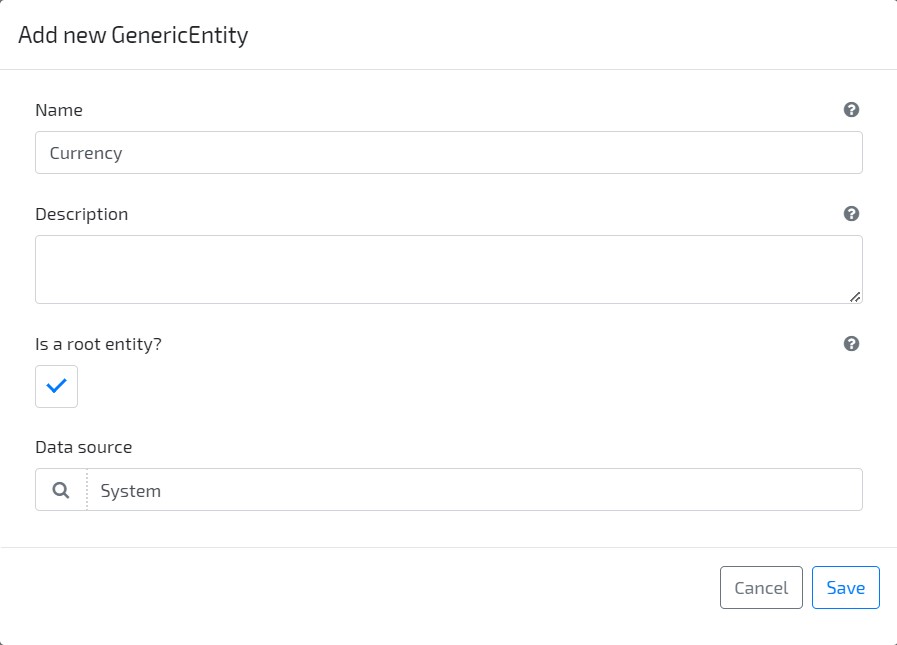 Add new GenericEntity
Name
Currency
Description
Is a root entity?
Data source
System
Cancel
Save